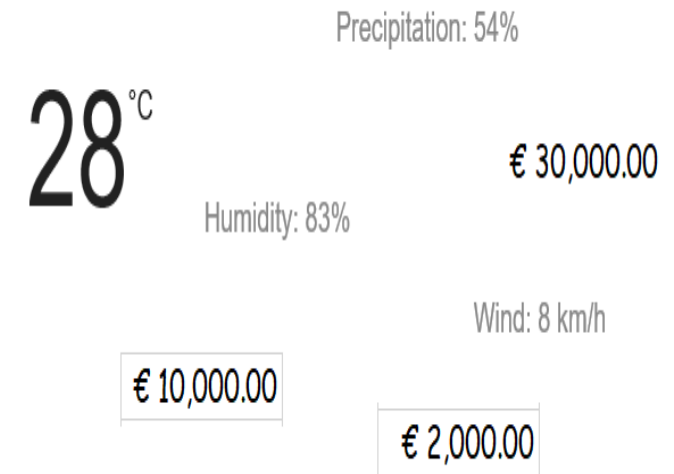 Precipitation: 54%
28°C
€ 30,000.00
Humidity: 83%
Wind: 8 km/h
€ 10,000.00
€ 2,000.00